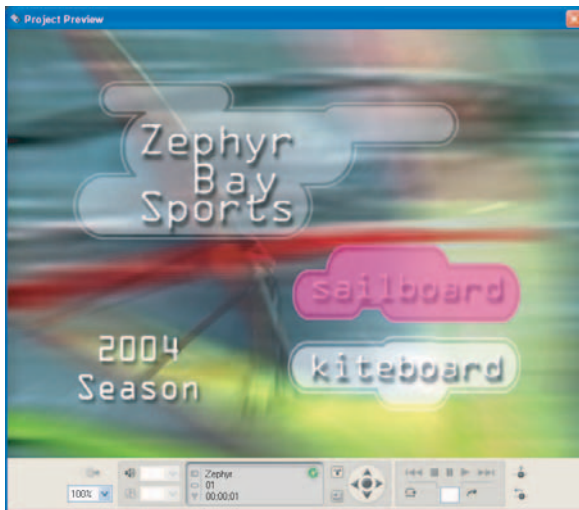 Project Preview
Zephyr
Bay
Sports
sailboard
2004
Season
kiteboard
100%
Zephyr
01
00:00:01